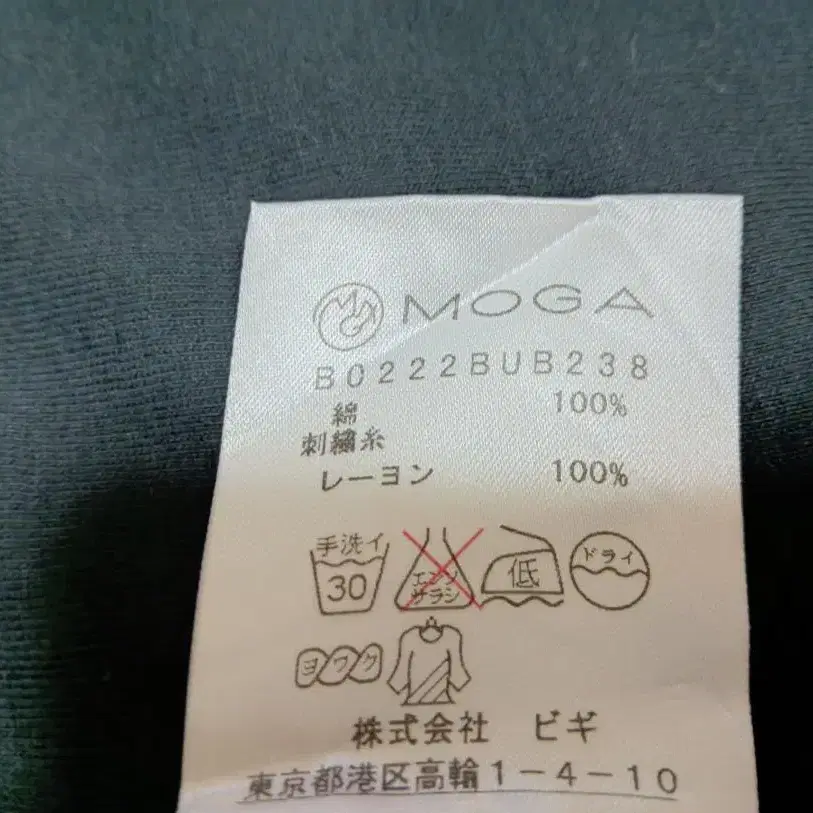 MOGA
B0222BUB238
綿 100%
刺繍糸
レーヨン 100%
手洗イ
30
エンソ
サラシ
低
ドライ
ヨワク
株式会社 ビギ
東京都港区高輪1-4-10